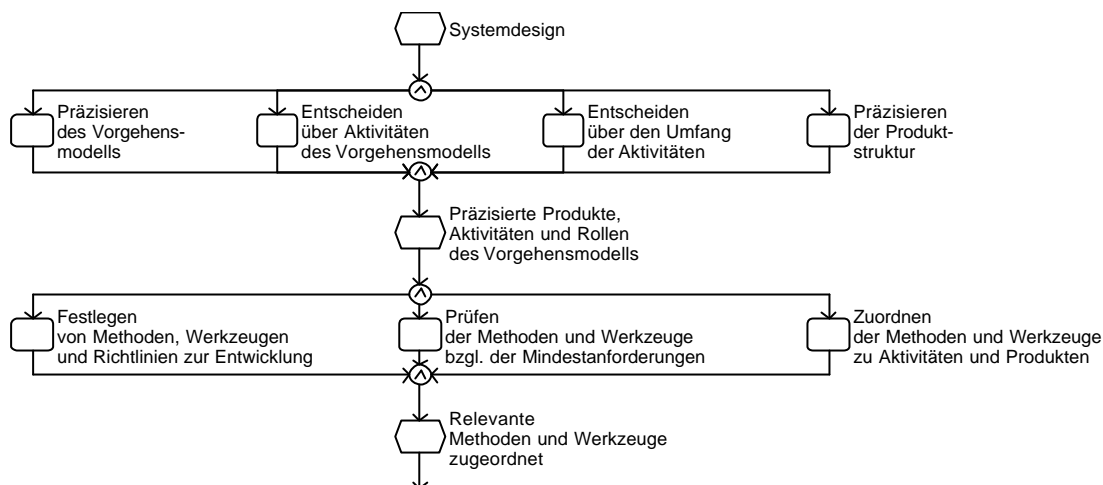 Systemdesign
Präzisieren
des Vorgehens-
modells
Entscheiden
über Aktivitäten
des Vorgehensmodells
Entscheiden
über den Umfang
der Aktivitäten
Präzisieren
der Produkt-
struktur
Präzisierte Produkte,
Aktivitäten und Rollen
des Vorgehensmodells
Festlegen
von Methoden, Werkzeugen
und Richtlinien zur Entwicklung
Prüfen
der Methoden und Werkzeuge
bzgl. der Mindestanforderungen
Zuordnen
der Methoden und Werkzeuge
zu Aktivitäten und Produkten
Relevante
Methoden und Werkzeuge
zugeordnet